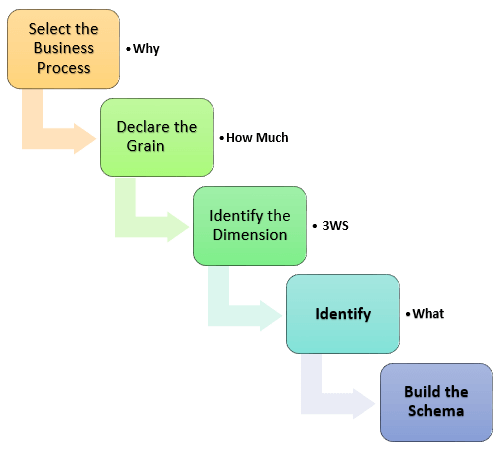 Select the
Business
Process
• Why
Declare the
Grain
• How Much
Identify the
Dimension
• 3WS
Identify
• What
Build the
Schema